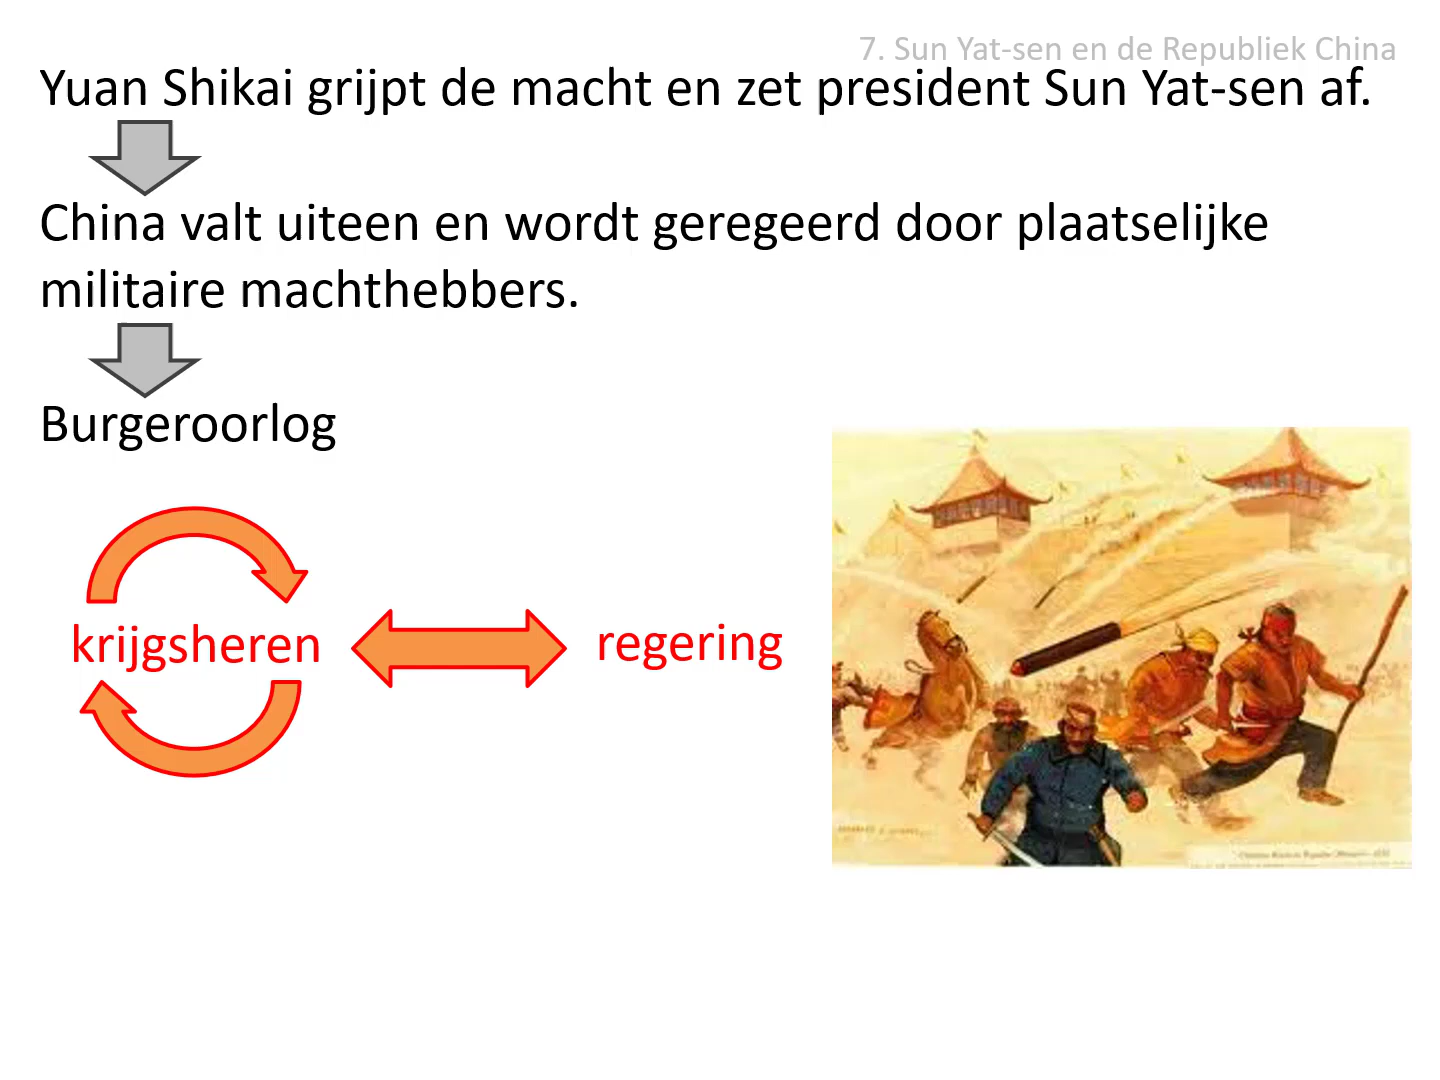 7. Sun Yat-sen en de Republiek China
Yuan Shikai grijpt de macht en zet president Sun Yat-sen af.
China valt uiteen en wordt geregeerd door plaatselijke
militaire machthebbers.
Burgeroorlog
krijgsheren
regering